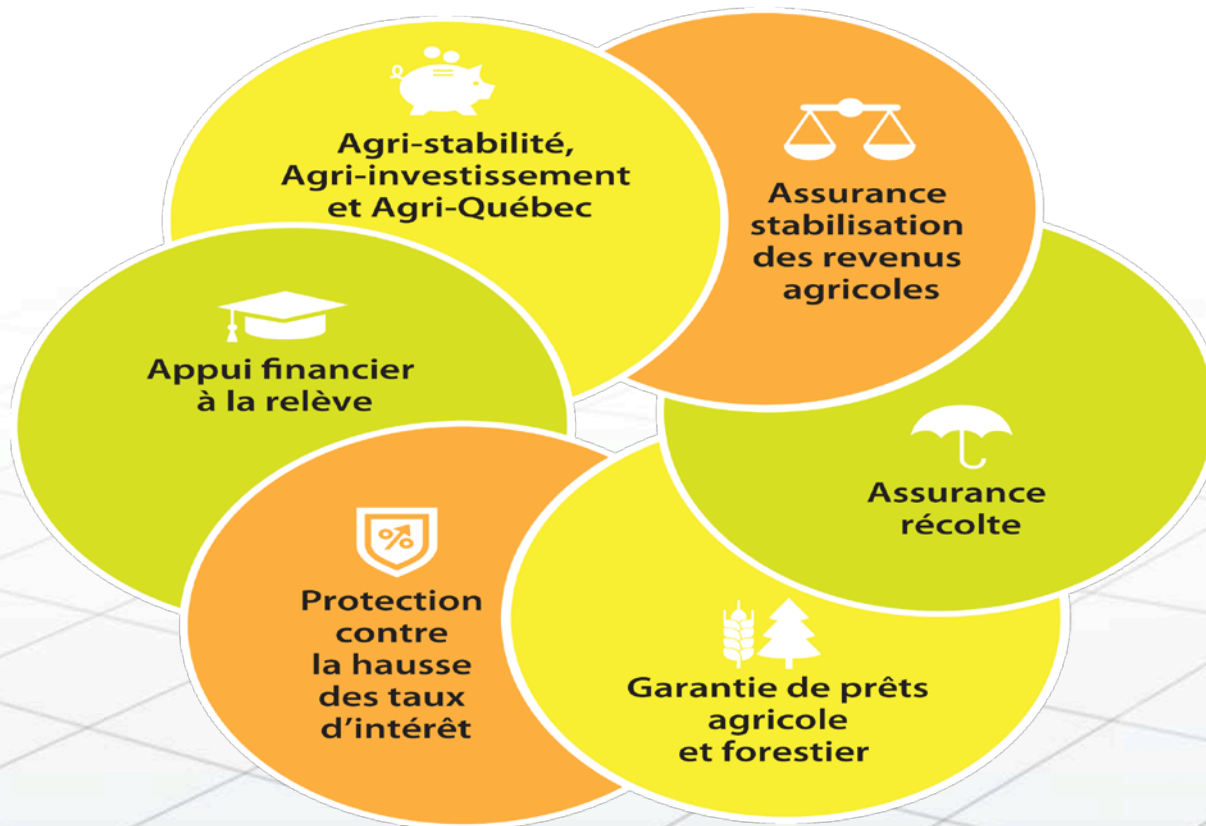 Agri-stabilité,
Agri-investissement
et Agri-Québec
Assurance
stabilisation
des revenus
agricoles
Appui financier
à la relève
Assurance
récolte
Protection
contre
la hausse
des taux
d'intérêt
Garantie de prêts
agricole
et forestier